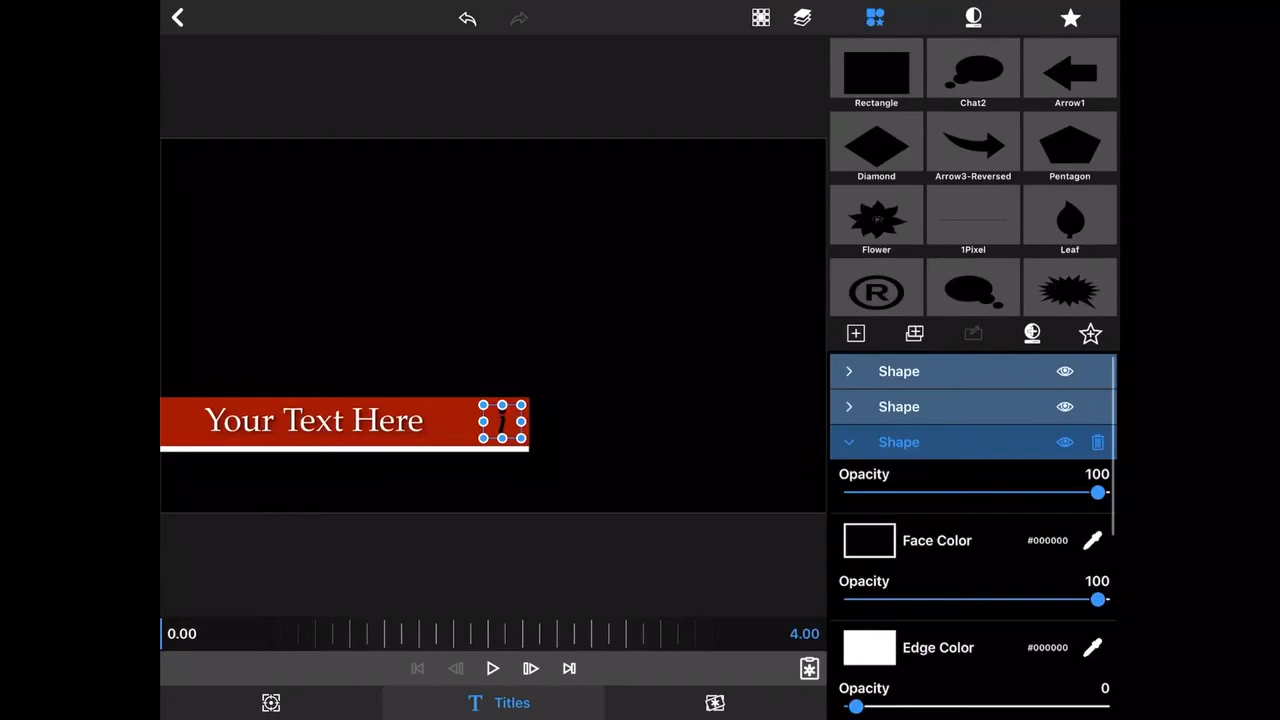 Rectangle
Chat2
Arrow1
Diamond
Arrow3-Reversed
Pentagon
Flower
1Pixel
Leaf
R
Your Text Here
i
Shape
Shape
Shape
Opacity
100
Face Color
#000000
Opacity
100
Edge Color
#000000
Opacity
0
0.00
4.00
T Titles